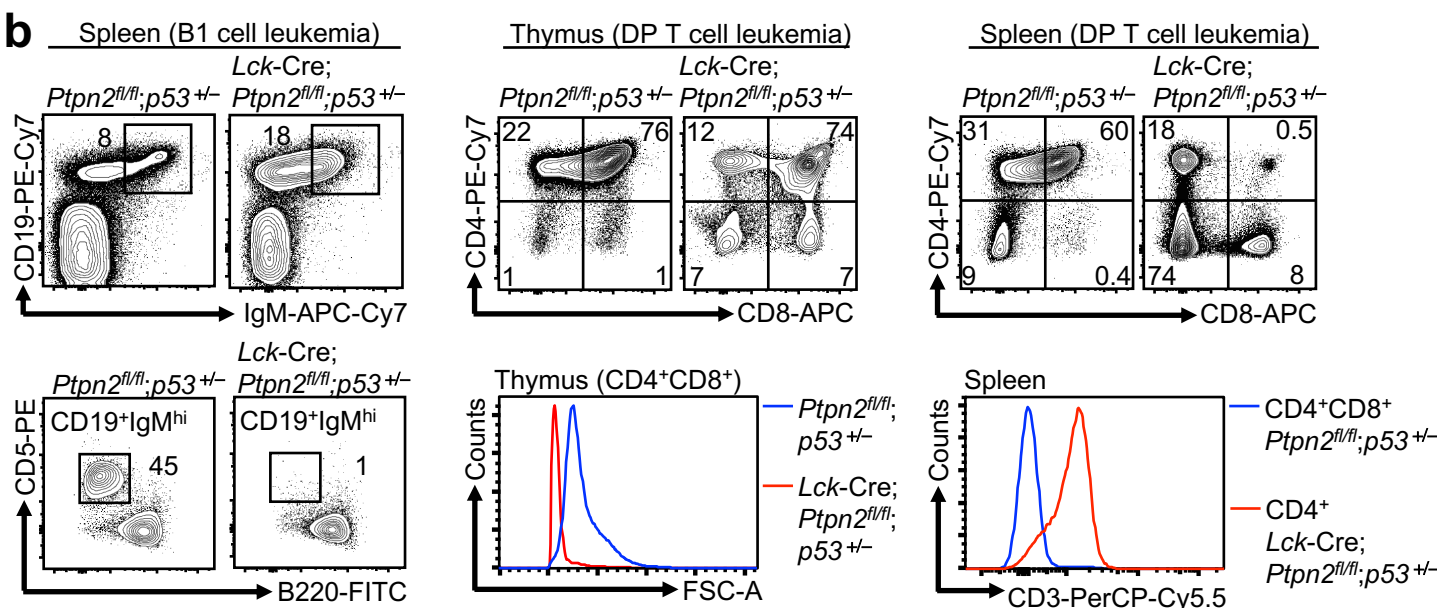 b
Spleen (B1 cell leukemia)
Ptpn2fl/fl;p53+/–
Lck-Cre;
Ptpn2fl/fl;p53+/–
8
18
CD19-PE-Cy7
IgM-APC-Cy7
Thymus (DP T cell leukemia)
Ptpn2fl/fl;p53+/–
Lck-Cre;
Ptpn2fl/fl;p53+/–
22
76
1
1
12
74
7
7
CD4-PE-Cy7
CD8-APC
Spleen (DP T cell leukemia)
Ptpn2fl/fl;p53+/–
Lck-Cre;
Ptpn2fl/fl;p53+/–
31
60
9
0.4
18
0.5
74
8
CD4-PE-Cy7
CD8-APC
Ptpn2fl/fl;p53+/–
Lck-Cre;
Ptpn2fl/fl;p53+/–
CD19+IgMhi
45
CD19+IgMhi
1
CD5-PE
B220-FITC
Thymus (CD4+CD8+)
Counts
FSC-A
Ptpn2fl/fl;
p53+/–
Lck-Cre;
Ptpn2fl/fl;
p53+/–
Spleen
Counts
CD3-PerCP-Cy5.5
CD4+CD8+
Ptpn2fl/fl;p53+/–
CD4+
Lck-Cre;
Ptpn2fl/fl;p53+/–